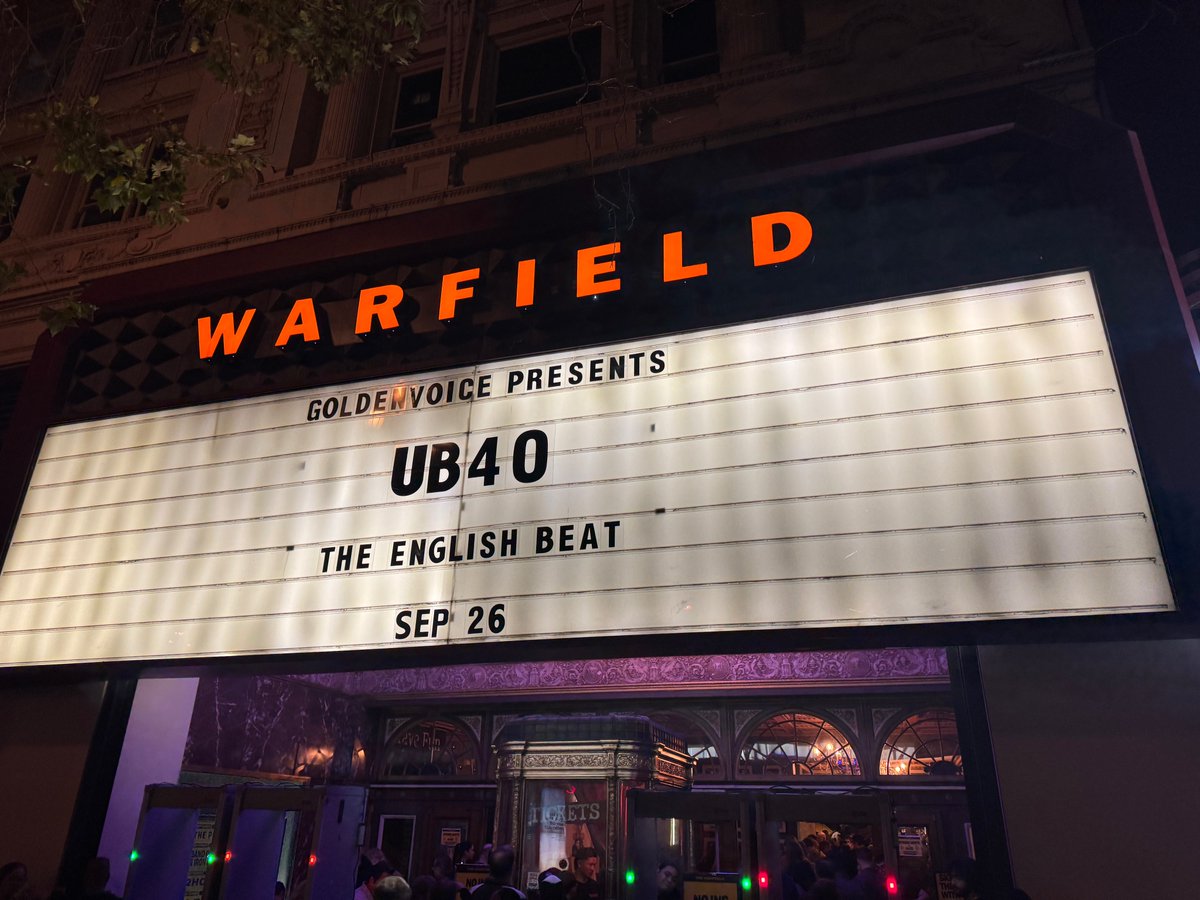 WARFIELD
GOLDENVOICE PRESENTS
UB40
THE ENGLISH BEAT
SEP 26
TICKETS